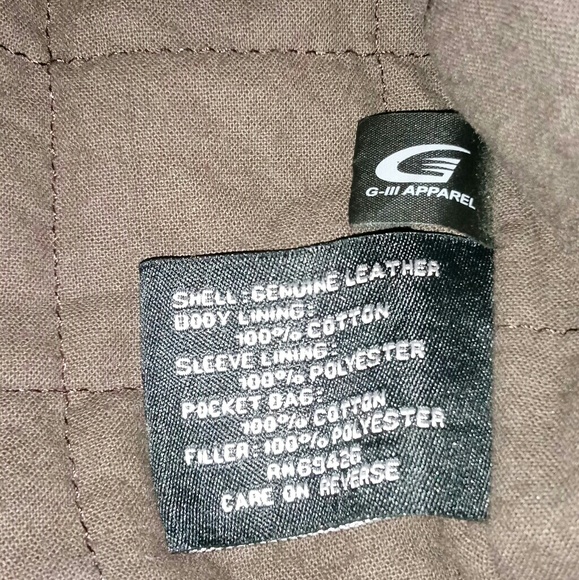 G-III APPAREL
SHELL: GENUINE LEATHER
BODY LINING:
100% COTTON
SLEEVE LINING:
100% POLYESTER
POCKET BAG:
100% COTTON
FILLER: 100% POLYESTER
RN69426
CARE ON REVERSE